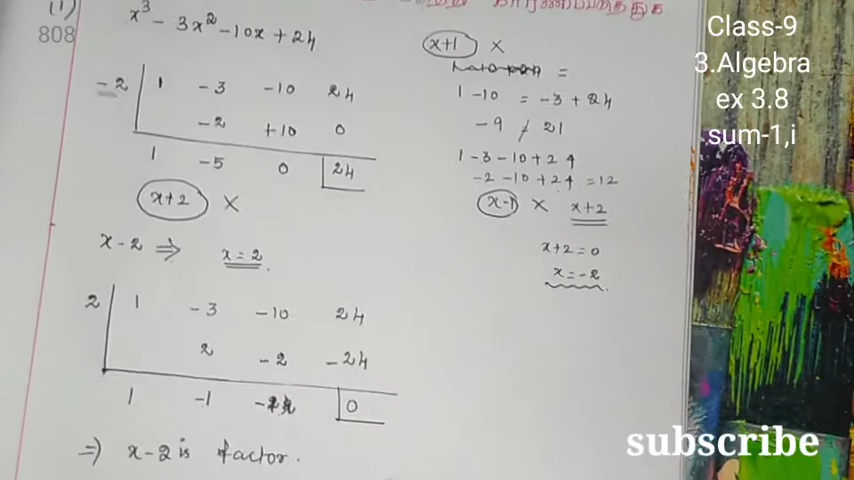 (1)
808
x³ - 3x² - 10x + 24
-2 | 1 -3 -10 24
-2 +10 0
1 -5 0 24
x+2 ×
x-2 ⇒ x = 2.
2 | 1 -3 -10 24
2 -2 -24
1 -1 0
⇒ x-2 is factor.
x+1 ×
=
1 -10 = -3 + 24
-9 ≠ 21
1 -3 -10 + 24
-2 -10 + 24 = 12
x-1 × x+2
x+2 = 0
x = -2
Class-9
3.Algebra
ex 3.8
sum-1,i
subscribe